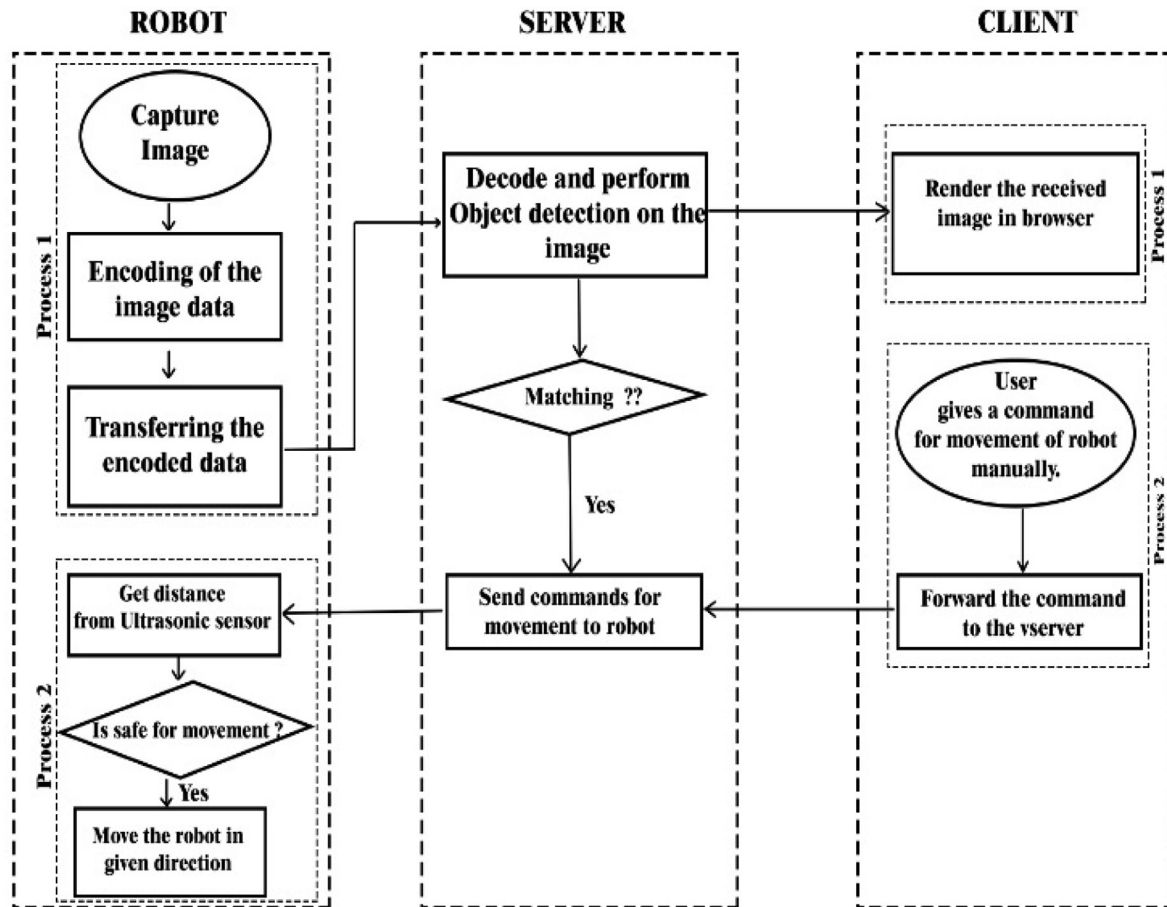 ROBOT
SERVER
CLIENT
Process 1
Capture
Image
Encoding of the
image data
Transferring the
encoded data
Process 2
Get distance
from Ultrasonic sensor
Is safe for movement ?
Yes
Move the robot in
given direction
Decode and perform
Object detection on the
image
Matching ??
Yes
Send commands for
movement to robot
Render the received
image in browser
Process 1
User
gives a command
for movement of robot
manually.
Forward the command
to the vserver
Process 2